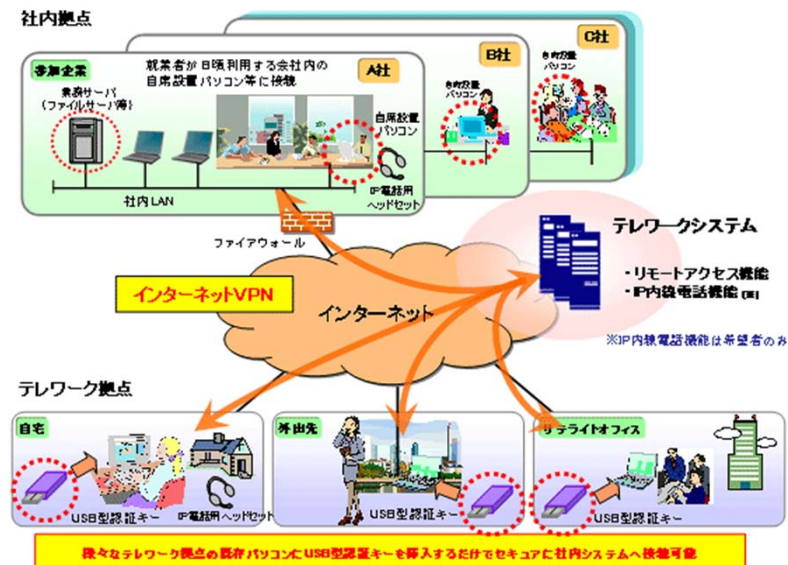 社内拠点
参加企業
就業者が日頃利用する会社内の
自席設置パソコン等に接続
A社
B社
C社
業務サーバ
(ファイルサーバ等)
自席設置
パソコン
自席設置
パソコン
自席設置
パソコン
社内LAN
IP電話用
ヘッドセット
ファイアウォール
テレワークシステム
・リモートアクセス機能
・IP内線電話機能[※]
インターネットVPN
インターネット
※IP内線電話機能は希望者のみ
テレワーク拠点
自宅
外出先
サテライトオフィス
USB型認証キー
IP電話用ヘッドセット
USB型認証キー
USB型認証キー
様々なテレワーク拠点の既存パソコンにUSB型認証キーを挿入するだけでセキュアに社内システムへ接続可能